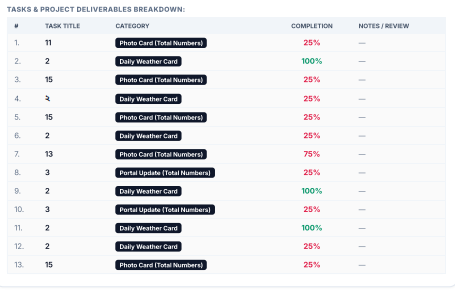 TASKS & PROJECT DELIVERABLES BREAKDOWN:
# TASK TITLE CATEGORY COMPLETION NOTES / REVIEW
1. 11 Photo Card (Total Numbers) 25% —
2. 2 Daily Weather Card 100% —
3. 15 Photo Card (Total Numbers) 25% —
4. Daily Weather Card 25% —
5. 15 Photo Card (Total Numbers) 25% —
6. 2 Daily Weather Card 25% —
7. 13 Photo Card (Total Numbers) 75% —
8. 3 Portal Update (Total Numbers) 25% —
9. 2 Daily Weather Card 100% —
10. 3 Portal Update (Total Numbers) 25% —
11. 2 Daily Weather Card 100% —
12. 2 Daily Weather Card 25% —
13. 15 Photo Card (Total Numbers) 25% —